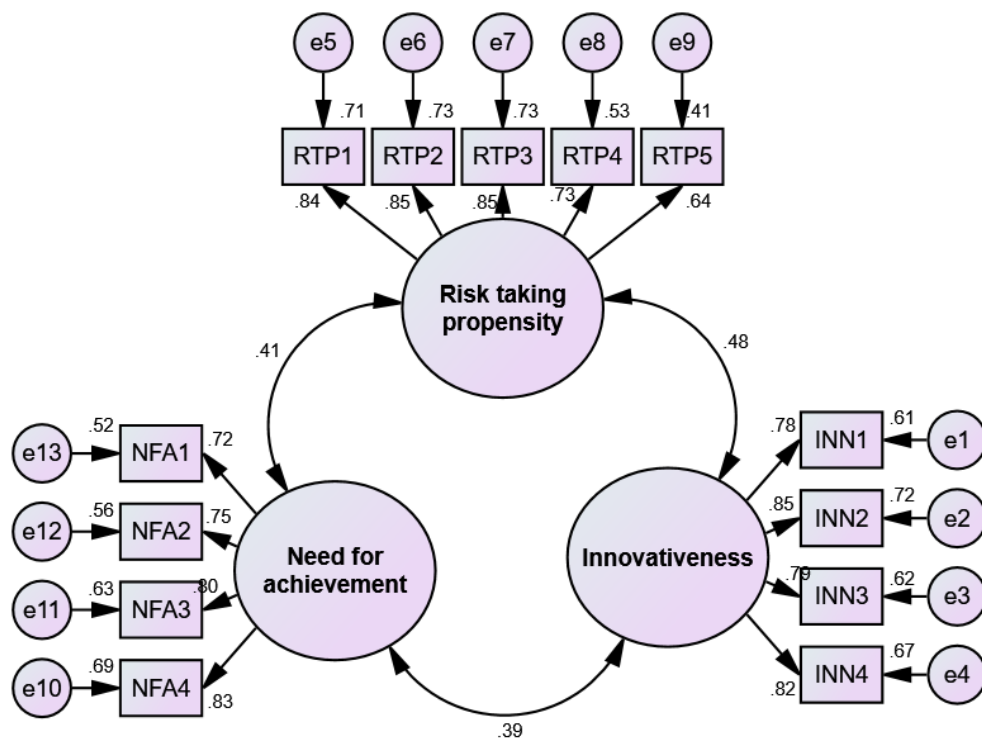 e5 e6 e7 e8 e9
.71 .73 .73 .53 .41
RTP1 RTP2 RTP3 RTP4 RTP5
.84 .85 .85 .73 .64
Risk taking
propensity
.41 .48
.52 .72 .78 .61
e13 NFA1 INN1 e1
.56 .75 .85 .72
e12 NFA2 INN2 e2
Need for
achievement
Innovativeness
.63 .80 .79 .62
e11 NFA3 INN3 e3
.69 .83 .82 .67
e10 NFA4 INN4 e4
.39